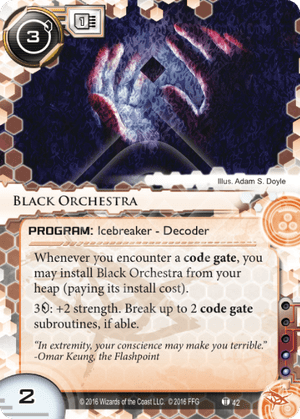 3
1
Illus. Adam S. Doyle
BLACK ORCHESTRA
PROGRAM: Icebreaker - Decoder
Whenever you encounter a code gate, you
may install Black Orchestra from your
heap (paying its install cost).
3: +2 strength. Break up to 2 code gate
subroutines, if able.
"In extremity, your conscience may make you terrible."
-Omar Keung, the Flashpoint
2
© 2016 Wizards of the Coast LLC. © 2016 FFG
42